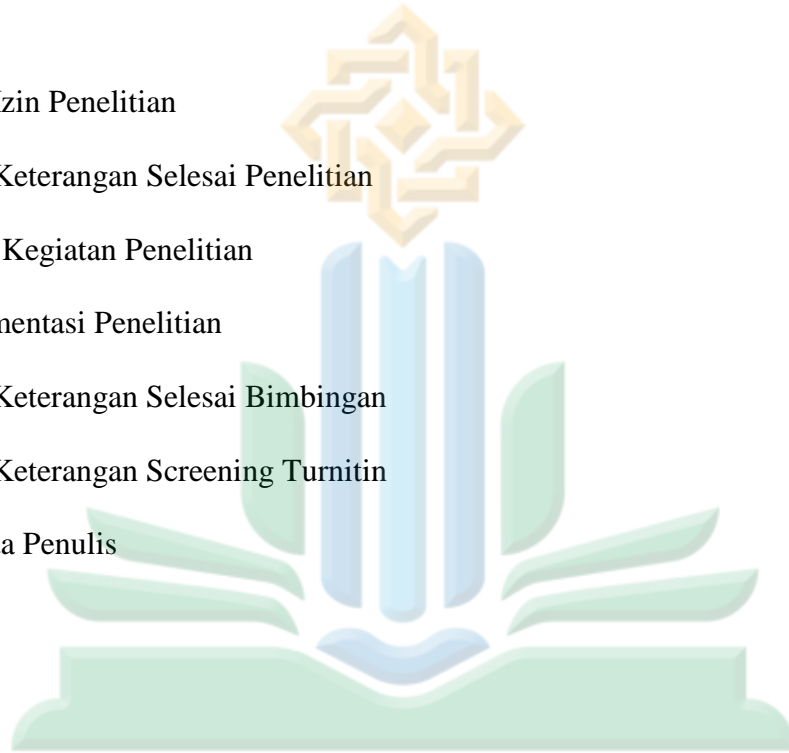 Izin Penelitian
Keterangan Selesai Penelitian
Kegiatan Penelitian
mentasi Penelitian
Keterangan Selesai Bimbingan
Keterangan Screening Turnitin
a Penulis